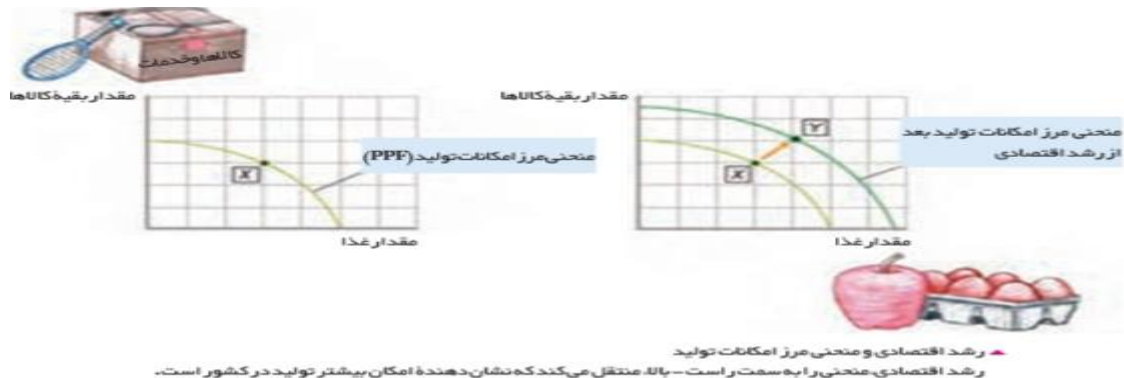 کالاها و خدمات
مقدار بقیهٔ کالاها
منحنی مرز امکانات تولید (PPF)
X
مقدار غذا
مقدار بقیهٔ کالاها
منحنی مرز امکانات تولید بعد
از رشد اقتصادی
Y
X
مقدار غذا
رشد اقتصادی و منحنی مرز امکانات تولید
رشد اقتصادی، منحنی را به سمت راست – بالا، منتقل می‌کند که نشان‌دهندهٔ امکان بیشتر تولید در کشور است.